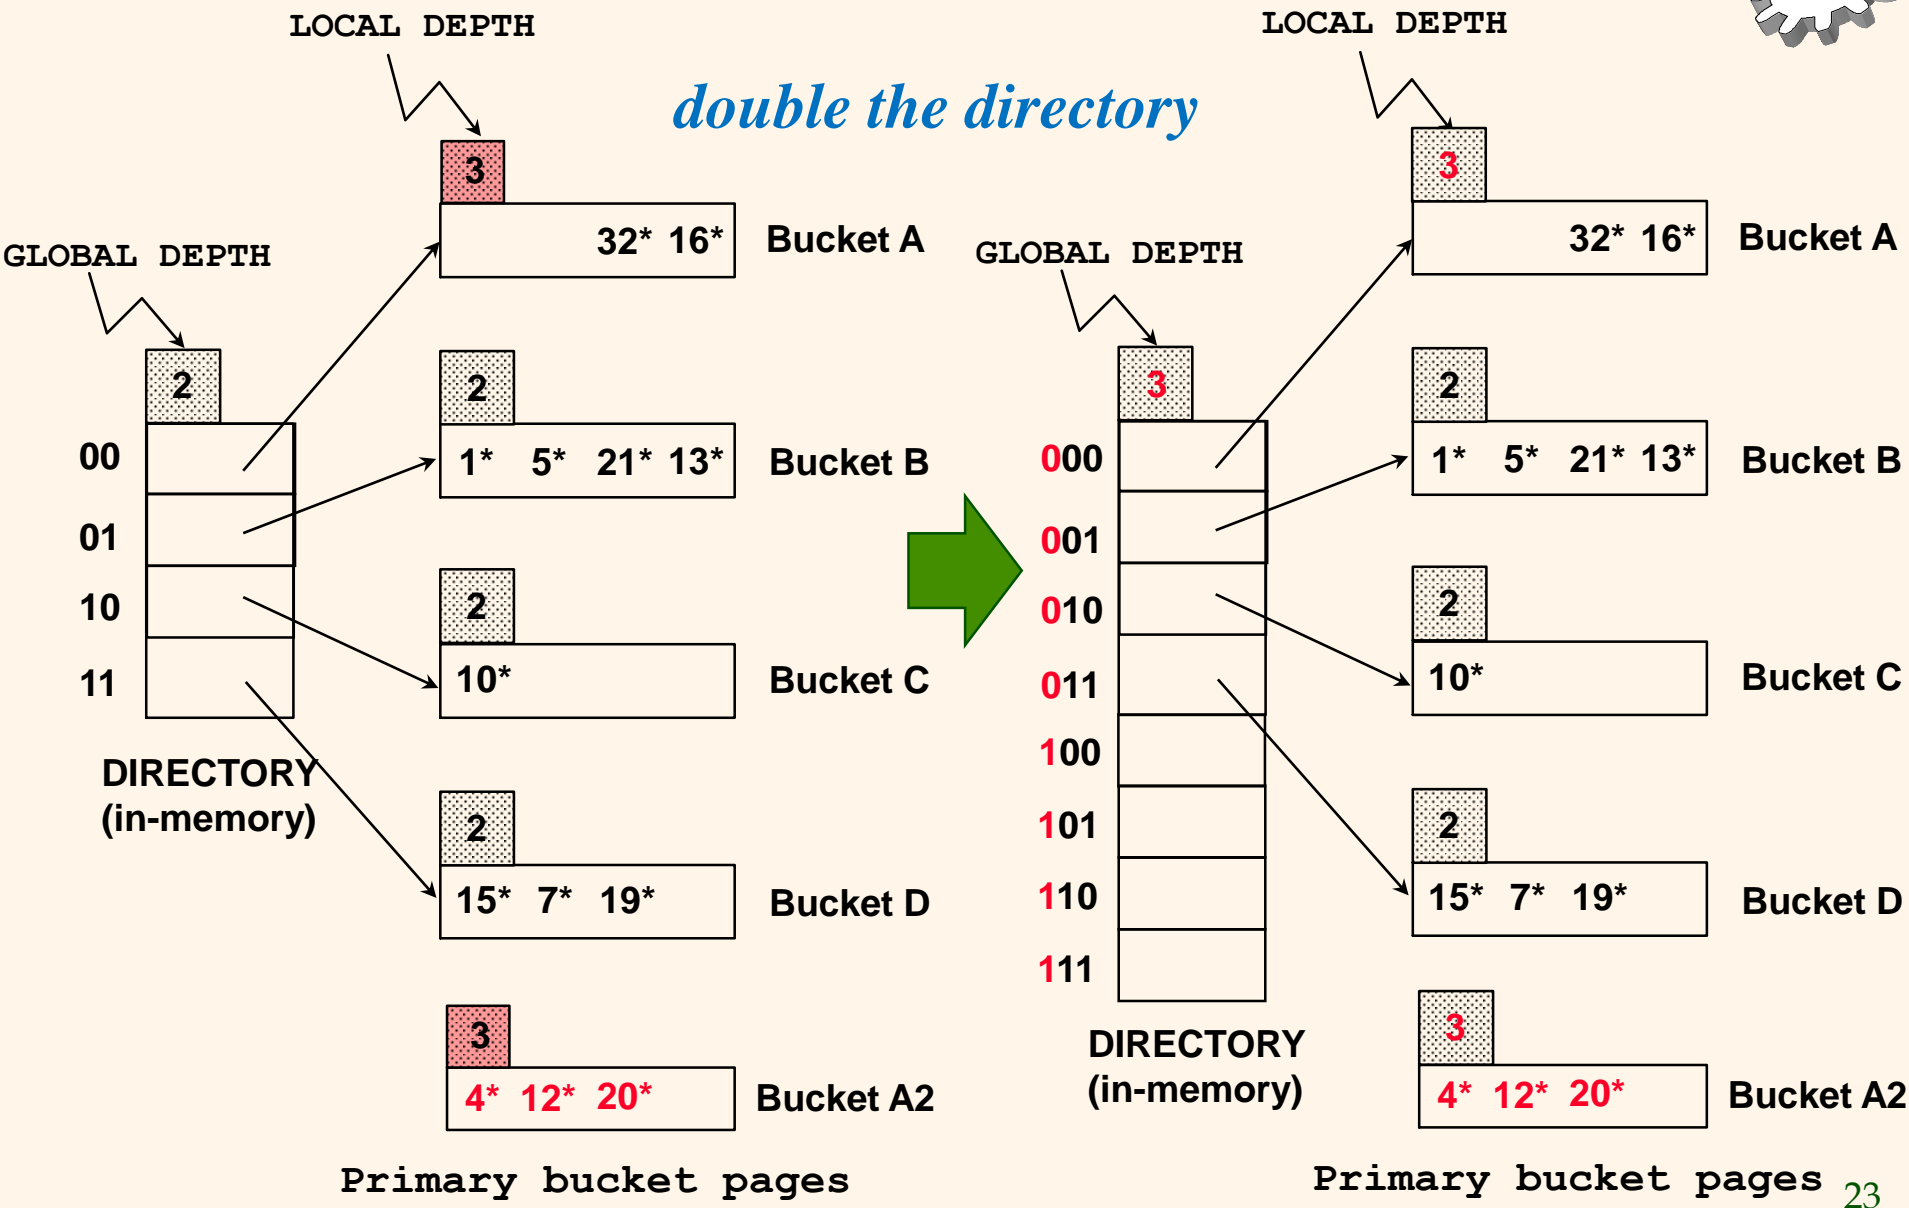 LOCAL DEPTH
LOCAL DEPTH
double the directory
3
32* 16*
Bucket A
GLOBAL DEPTH
2
00
01
10
11
DIRECTORY
(in-memory)
2
1* 5* 21* 13*
Bucket B
2
10*
Bucket C
2
15* 7* 19*
Bucket D
3
4* 12* 20*
Bucket A2
Primary bucket pages
3
32* 16*
Bucket A
GLOBAL DEPTH
3
000
001
010
011
100
101
110
111
DIRECTORY
(in-memory)
2
1* 5* 21* 13*
Bucket B
2
10*
Bucket C
2
15* 7* 19*
Bucket D
3
4* 12* 20*
Bucket A2
Primary bucket pages
23